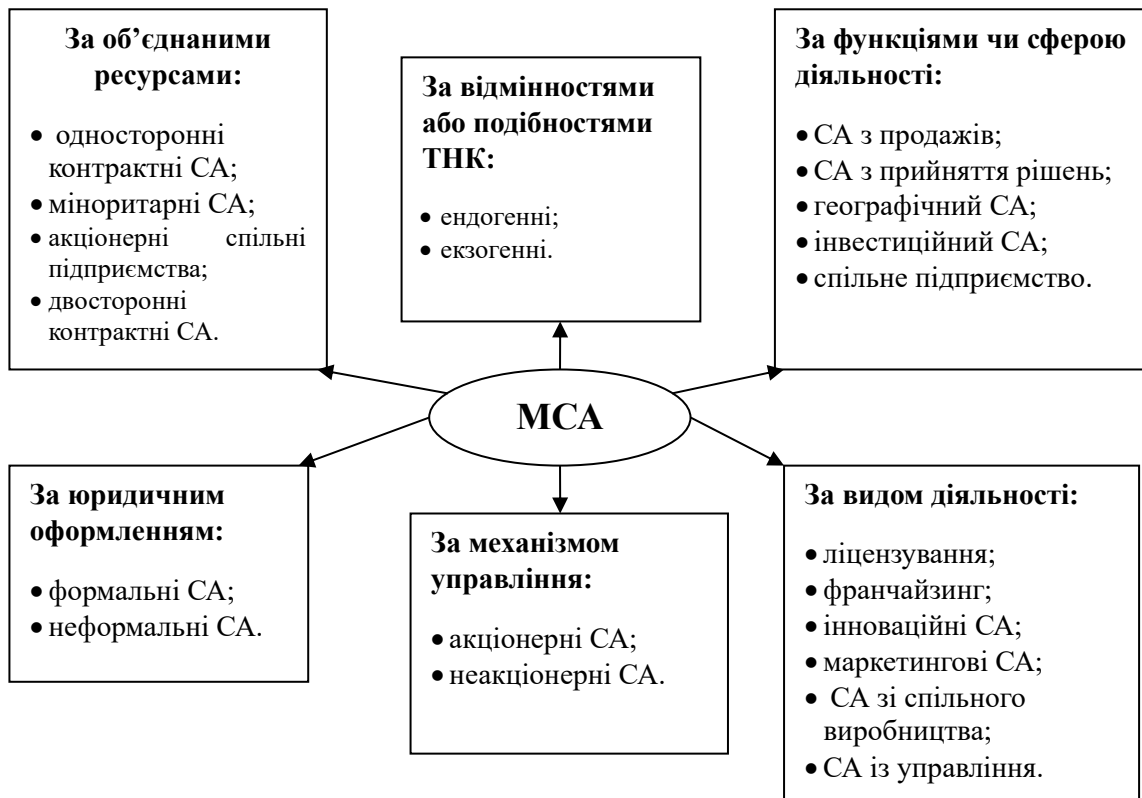 За об’єднаними
ресурсами:
• односторонні
контрактні СА;
• міноритарні СА;
• акціонерні спільні
підприємства;
• двосторонні
контрактні СА.
За відмінностями
або подібностями
ТНК:
• ендогенні;
• екзогенні.
За функціями чи сферою
діяльності:
• СА з продажів;
• СА з прийняття рішень;
• географічний СА;
• інвестиційний СА;
• спільне підприємство.
МСА
За юридичним
оформленням:
• формальні СА;
• неформальні СА.
За механізмом
управління:
• акціонерні СА;
• неакціонерні СА.
За видом діяльності:
• ліцензування;
• франчайзинг;
• інноваційні СА;
• маркетингові СА;
• СА зі спільного
виробництва;
• СА із управління.